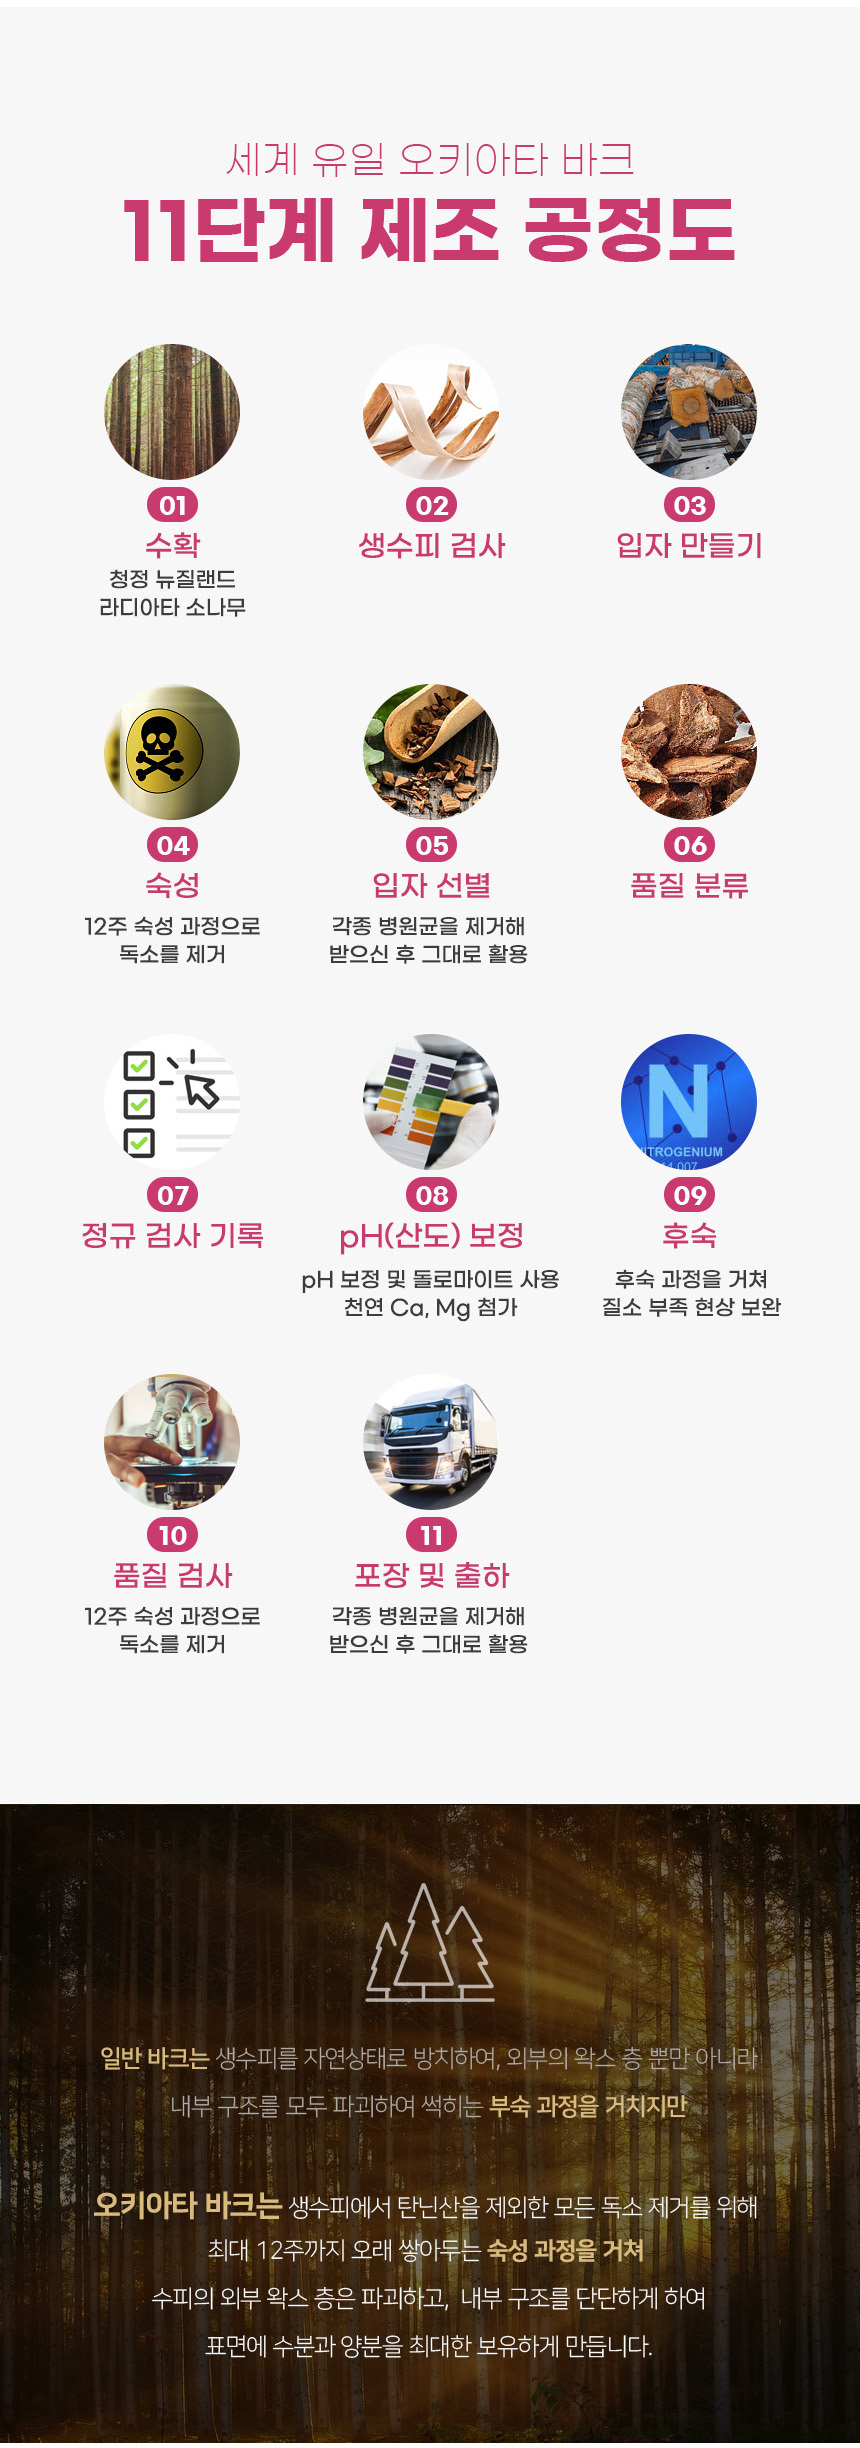 세계 유일 오키아타 바크
11단계 제조 공정도
01
수확
청정 뉴질랜드
라디아타 소나무
02
생수피 검사
03
입자 만들기
04
숙성
12주 숙성 과정으로
독소를 제거
05
입자 선별
각종 병원균을 제거해
받으신 후 그대로 활용
06
품질 분류
07
정규 검사 기록
08
pH(산도) 보정
pH 보정 및 돌로마이트 사용
천연 Ca, Mg 첨가
N
ITROGENIUM
14.007
09
후숙
후숙 과정을 거쳐
질소 부족 현상 보완
10
품질 검사
12주 숙성 과정으로
독소를 제거
11
포장 및 출하
각종 병원균을 제거해
받으신 후 그대로 활용
일반 바크는 생수피를 자연상태로 방치하여, 외부의 왁스 층 뿐만 아니라
내부 구조를 모두 파괴하여 썩히는 부숙 과정을 거치지만
오키아타 바크는 생수피에서 탄닌산을 제외한 모든 독소 제거를 위해
최대 12주까지 오래 쌓아두는 숙성 과정을 거쳐
수피의 외부 왁스 층은 파괴하고, 내부 구조를 단단하게 하여
표면에 수분과 양분을 최대한 보유하게 만듭니다.